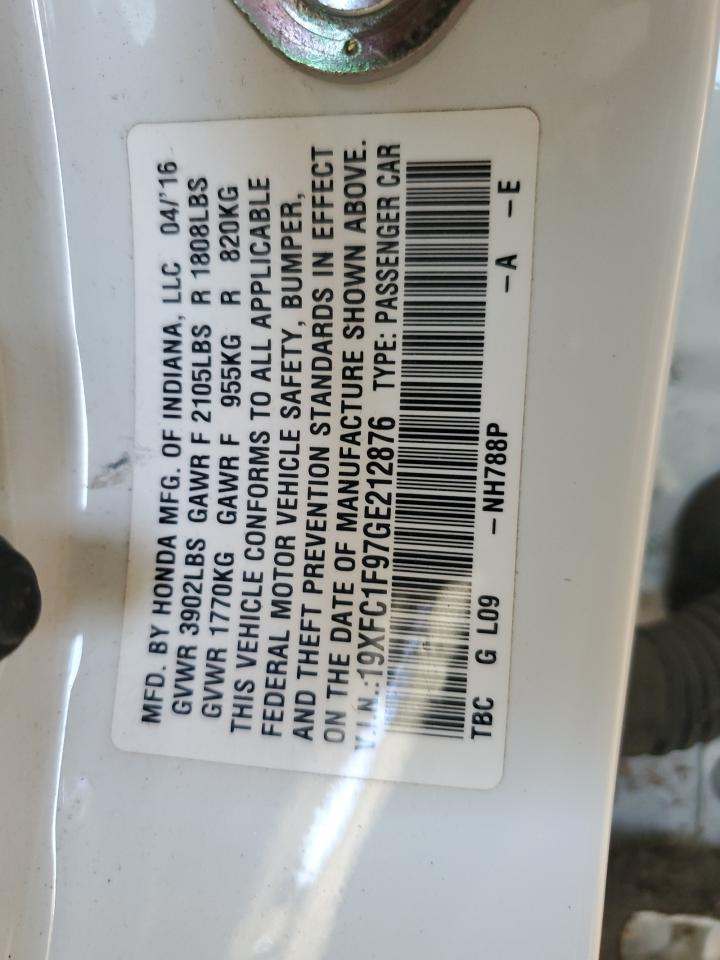 MFD. BY HONDA MFG. OF INDIANA, LLC 04/'16
GVWR 3902LBS GAWR F 2105LBS R 1808LBS
GVWR 1770KG GAWR F 955KG R 820KG
THIS VEHICLE CONFORMS TO ALL APPLICABLE
FEDERAL MOTOR VEHICLE SAFETY, BUMPER,
AND THEFT PREVENTION STANDARDS IN EFFECT
ON THE DATE OF MANUFACTURE SHOWN ABOVE.
V.I.N.:19XFC1F97GE212876 TYPE: PASSENGER CAR
TBC G L09 -NH788P -A -E